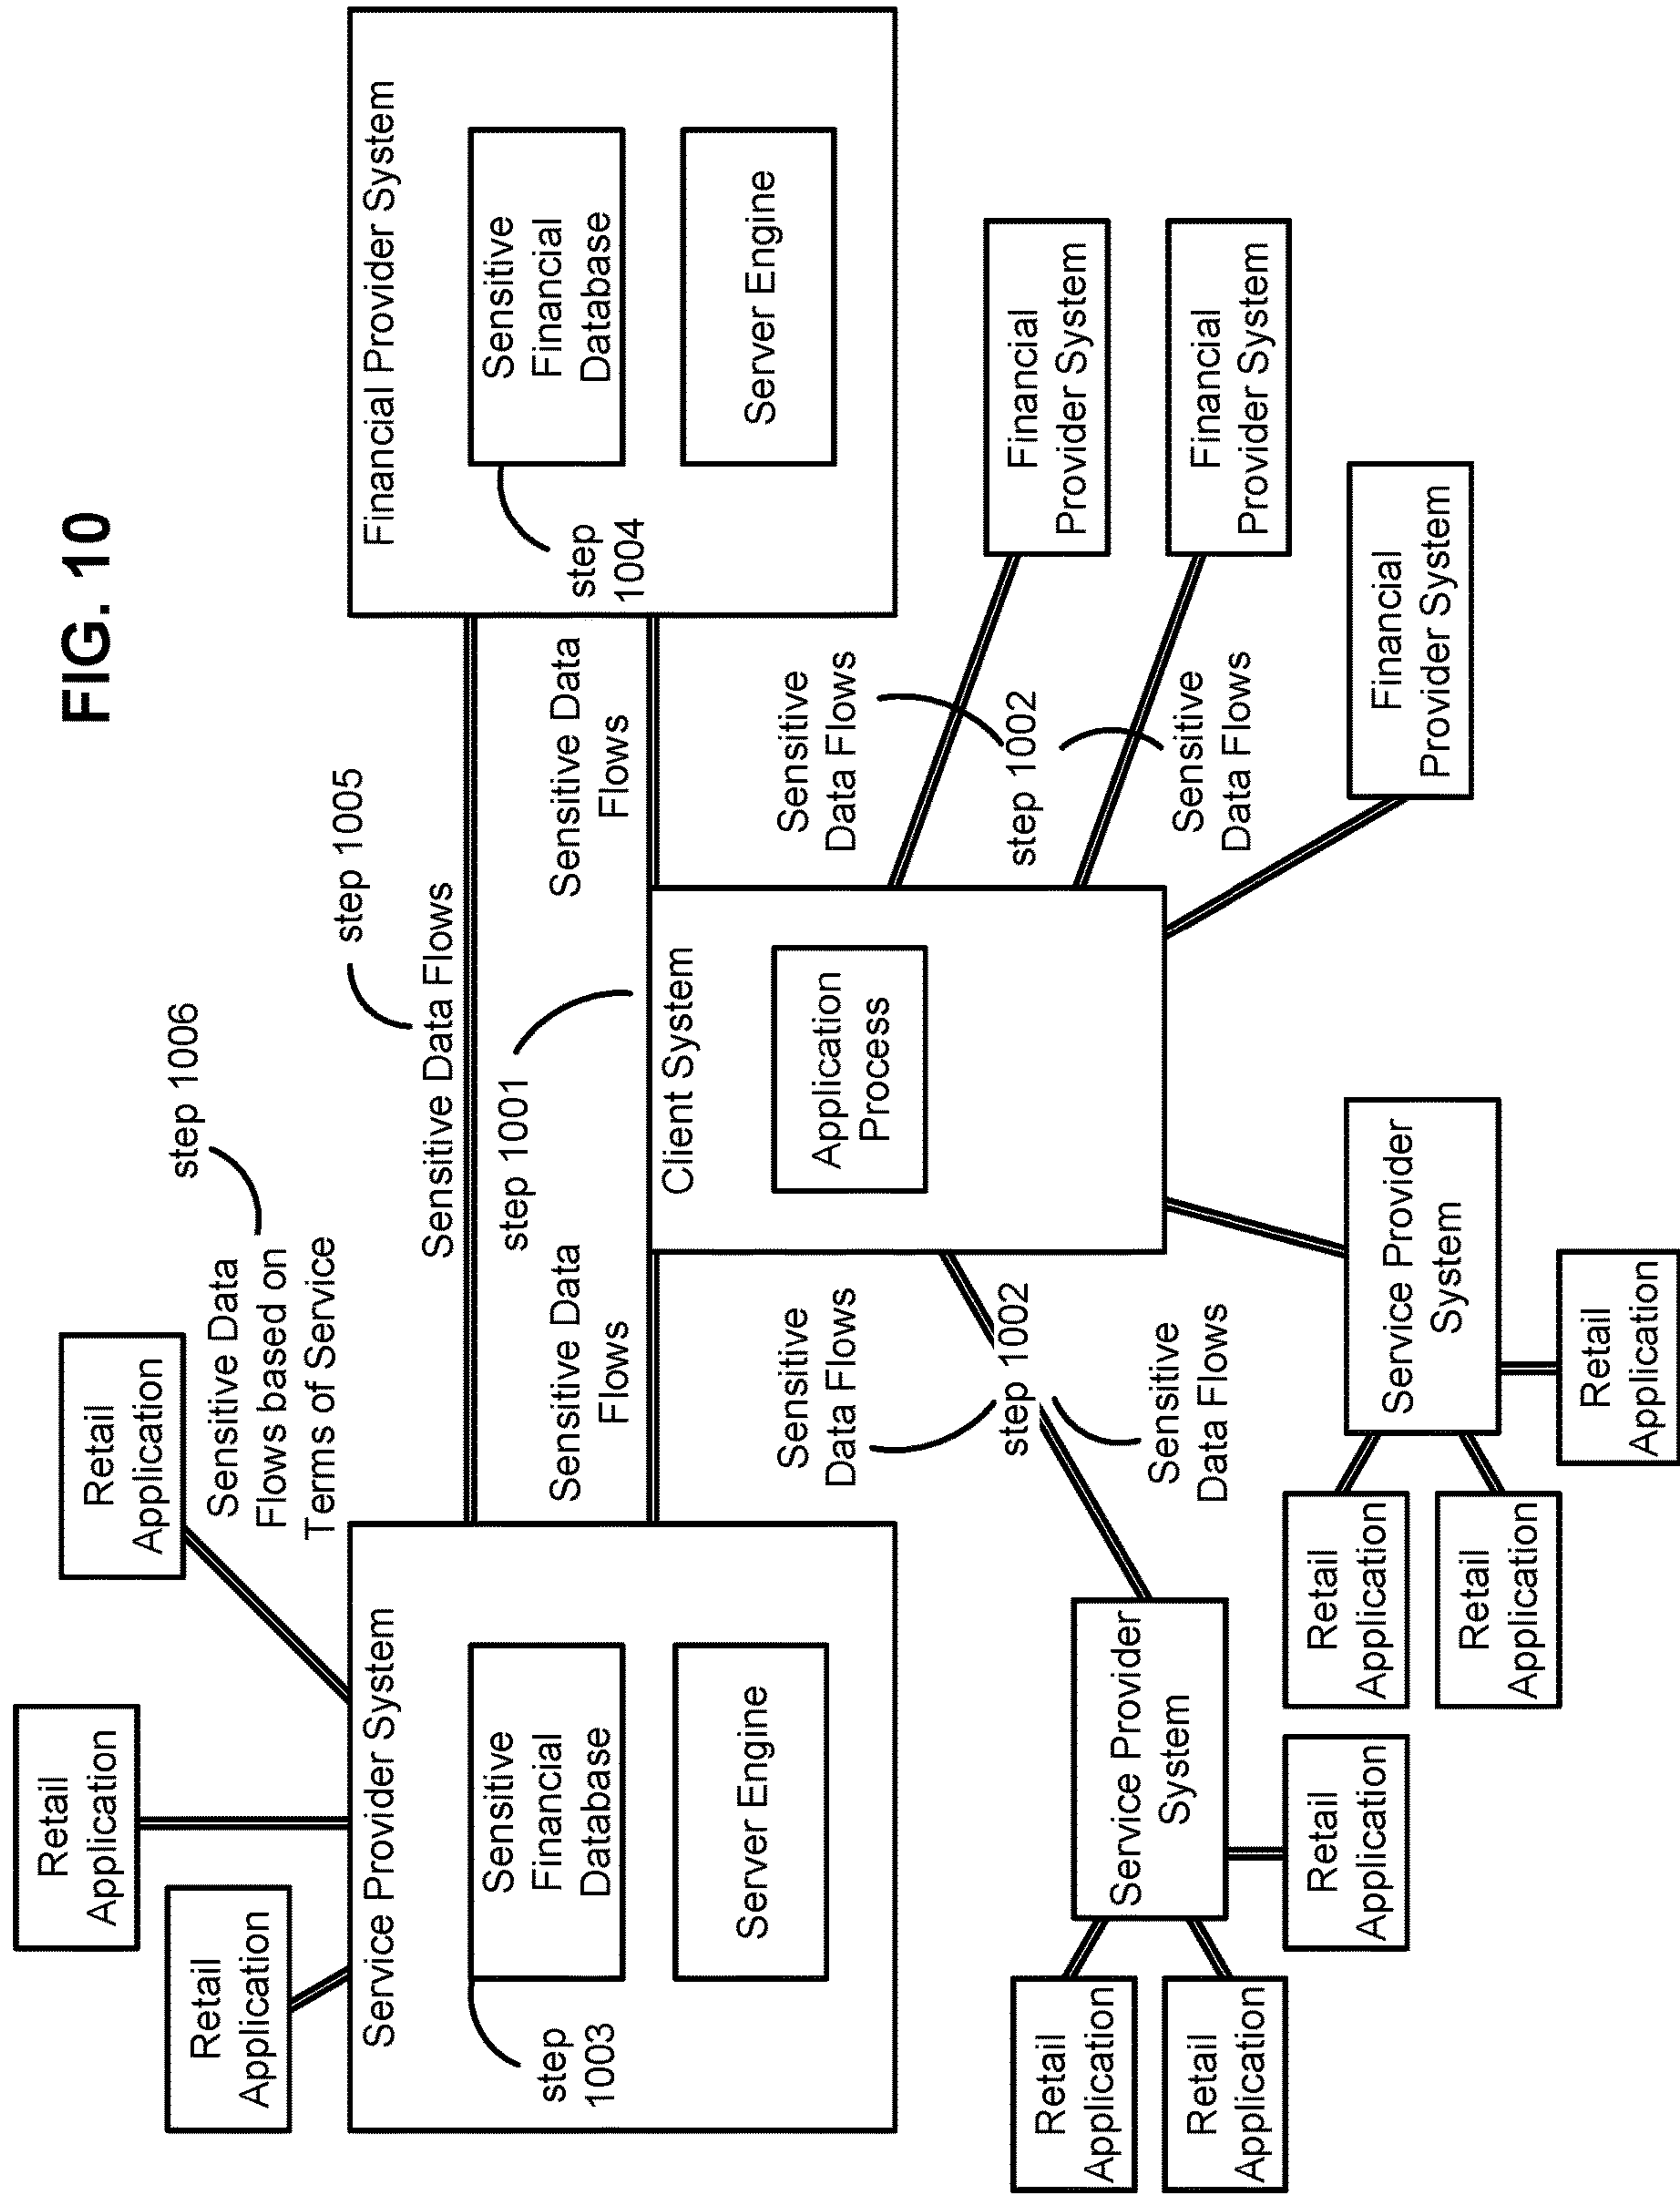 FIG. 10
Retail
Application
Retail
Application
Retail
Application
step 1006
Sensitive Data
Flows based on
Terms of Service
step 1005
Sensitive Data Flows
Service Provider System
Sensitive
Financial
Database
Server Engine
step
1003
Sensitive Data
Flows
step 1001
Sensitive Data
Flows
Client System
Application
Process
Financial Provider System
Sensitive
Financial
Database
Server Engine
step
1004
Sensitive
Data Flows
step 1002
Sensitive
Data Flows
Sensitive
Data Flows
step 1002
Sensitive
Data Flows
Financial
Provider System
Financial
Provider System
Financial
Provider System
Service Provider
System
Retail
Application
Retail
Application
Retail
Application
Service Provider
System
Retail
Application
Retail
Application
Retail
Application